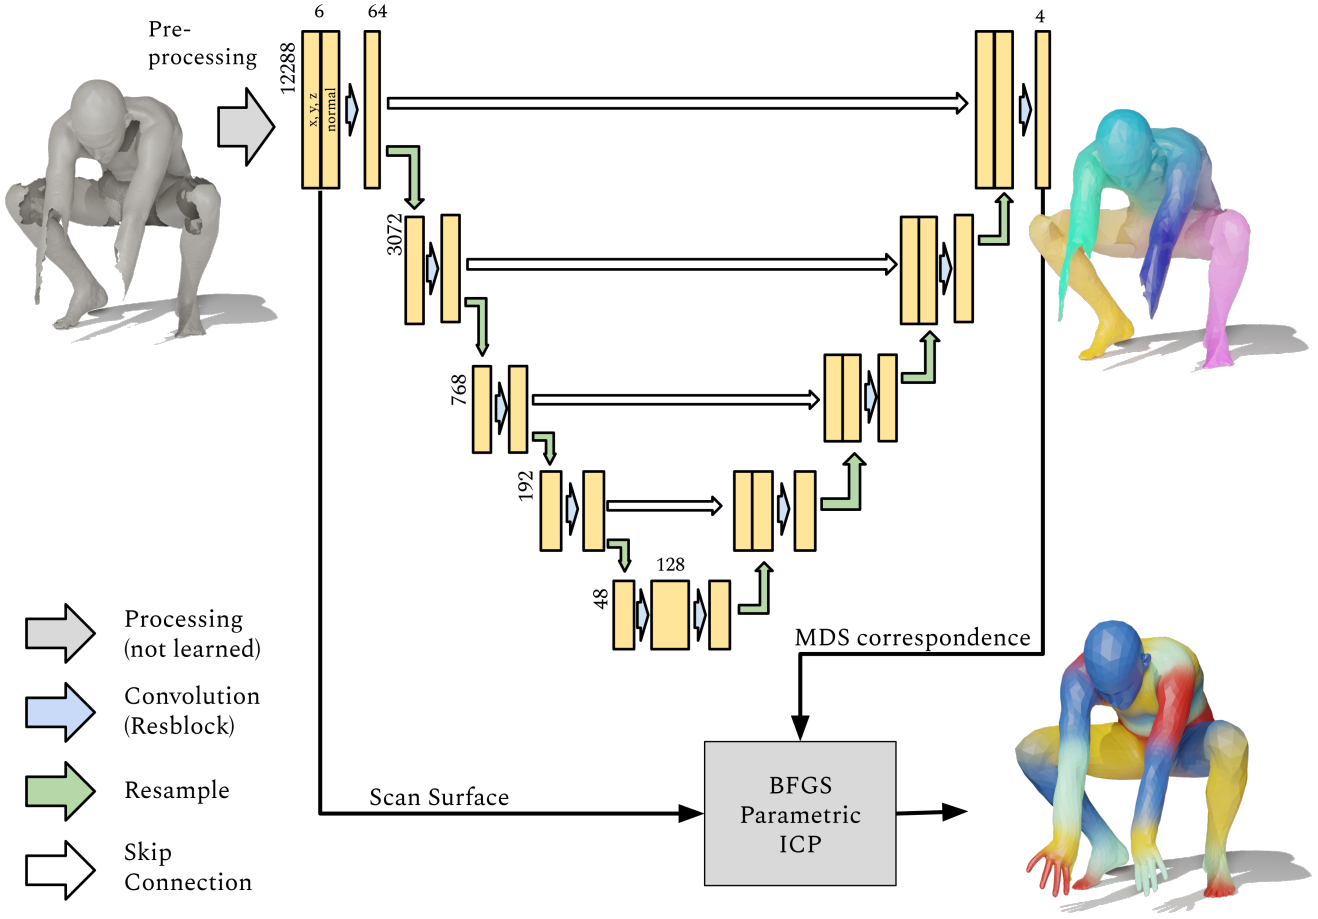 6
64
4
Pre-
processing
12288
x, y, z
normal
3072
768
192
48
128
MDS correspondence
Scan Surface
BFGS
Parametric
ICP
Processing
(not learned)
Convolution
(Resblock)
Resample
Skip
Connection